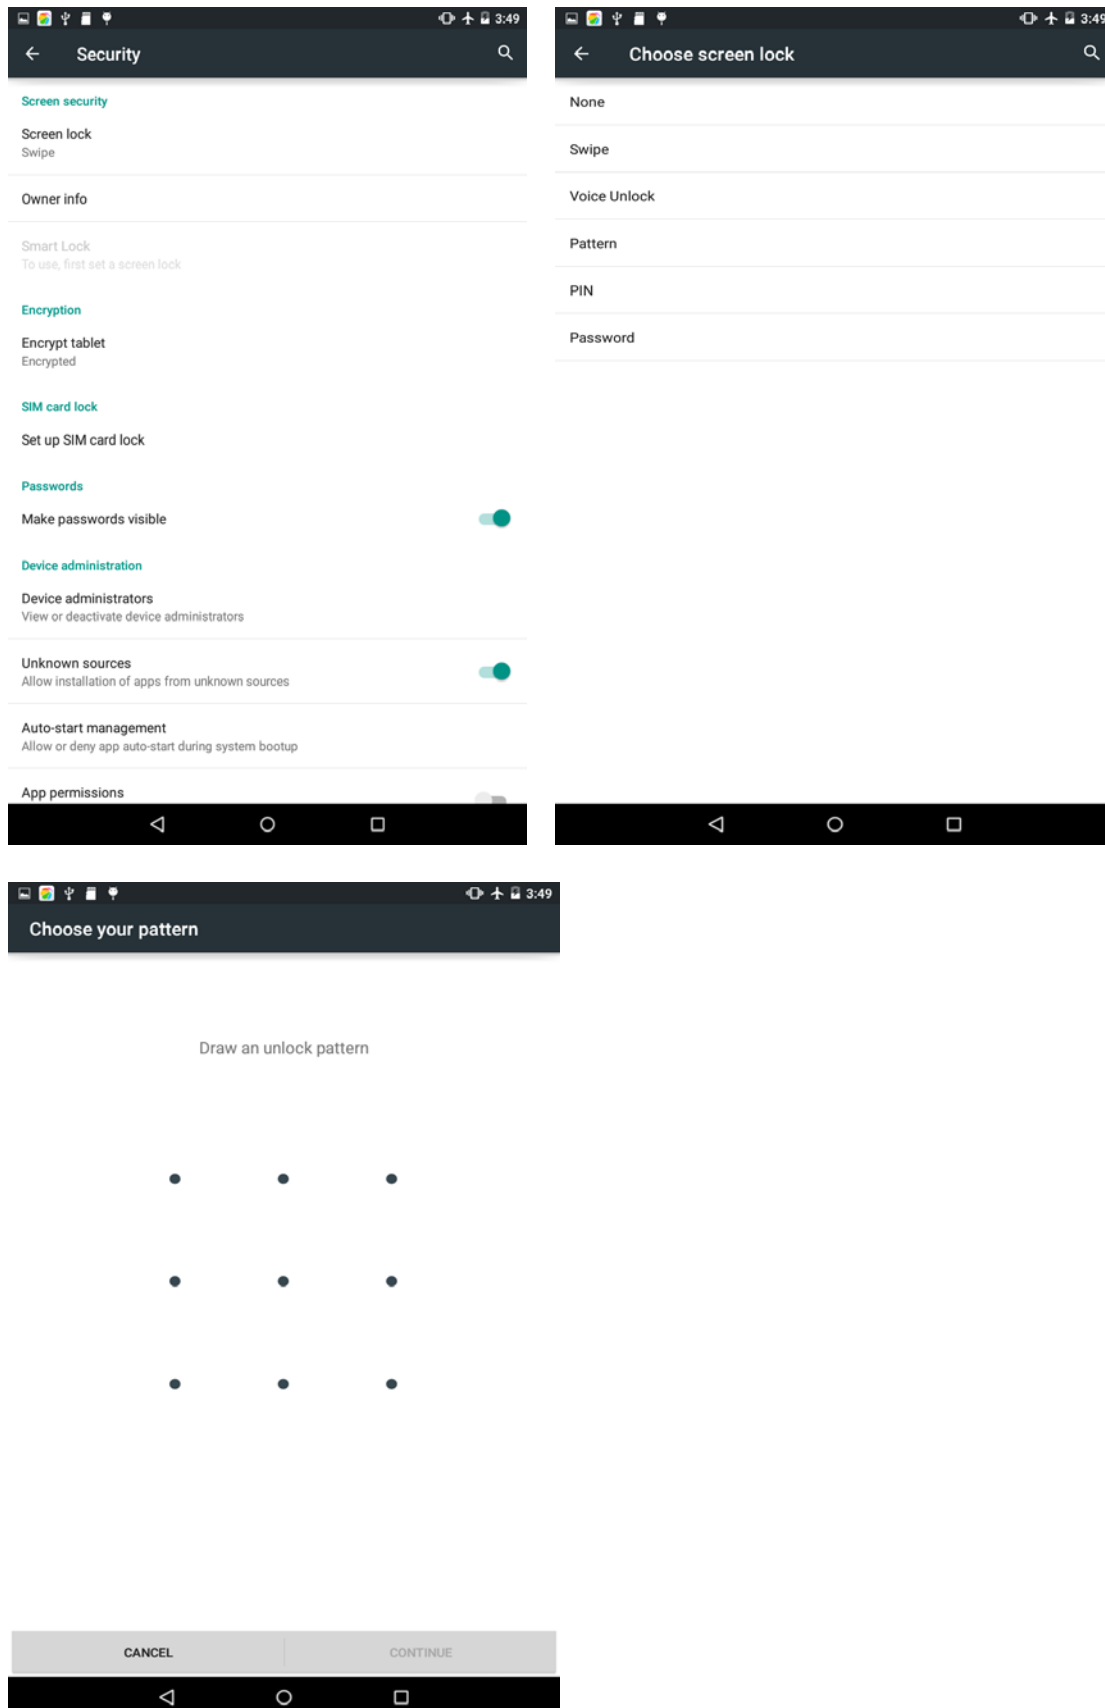 3:49
Security
Screen security
Screen lock
Swipe
Owner info
Smart Lock
To use, first set a screen lock
Encryption
Encrypt tablet
Encrypted
SIM card lock
Set up SIM card lock
Passwords
Make passwords visible
Device administration
Device administrators
View or deactivate device administrators
Unknown sources
Allow installation of apps from unknown sources
Auto-start management
Allow or deny app auto-start during system bootup
App permissions
3:49
Choose screen lock
None
Swipe
Voice Unlock
Pattern
PIN
Password
3:49
Choose your pattern
Draw an unlock pattern
CANCEL
CONTINUE